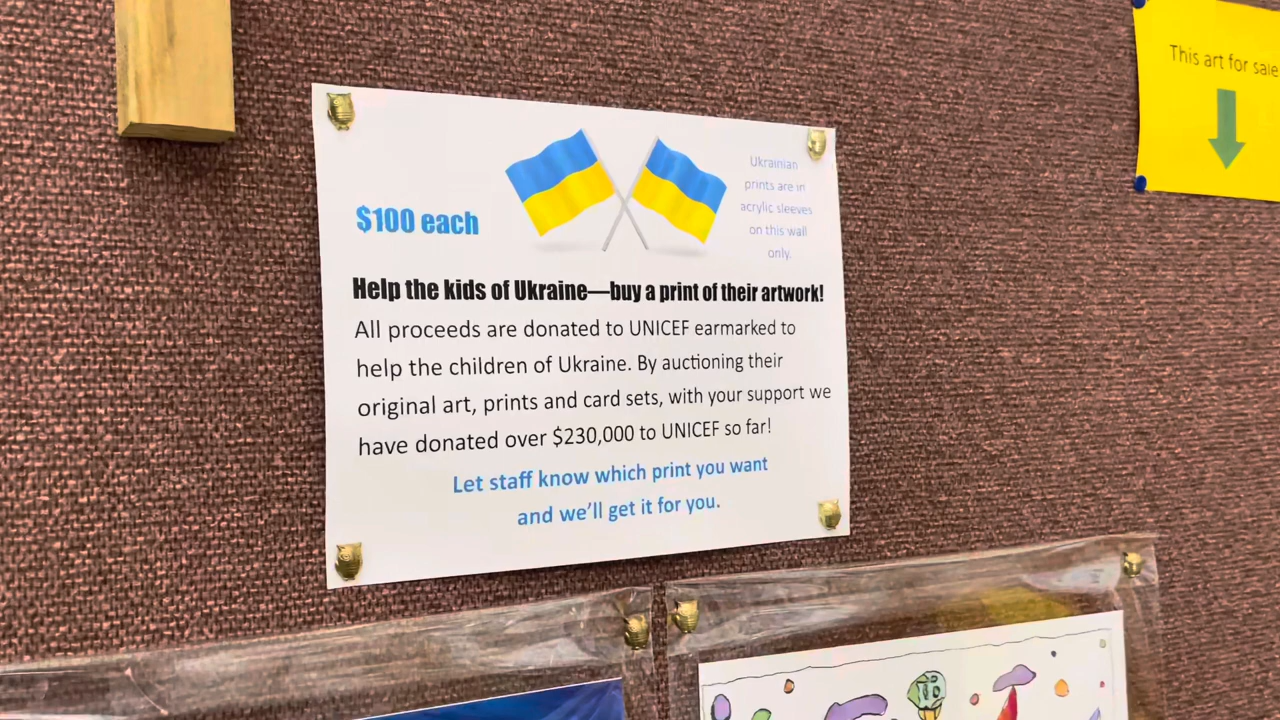 This art for sale
$100 each
Ukrainian
prints are in
acrylic sleeves
on this wall
only.
Help the kids of Ukraine—buy a print of their artwork!
All proceeds are donated to UNICEF earmarked to
help the children of Ukraine. By auctioning their
original art, prints and card sets, with your support we
have donated over $230,000 to UNICEF so far!
Let staff know which print you want
and we'll get it for you.